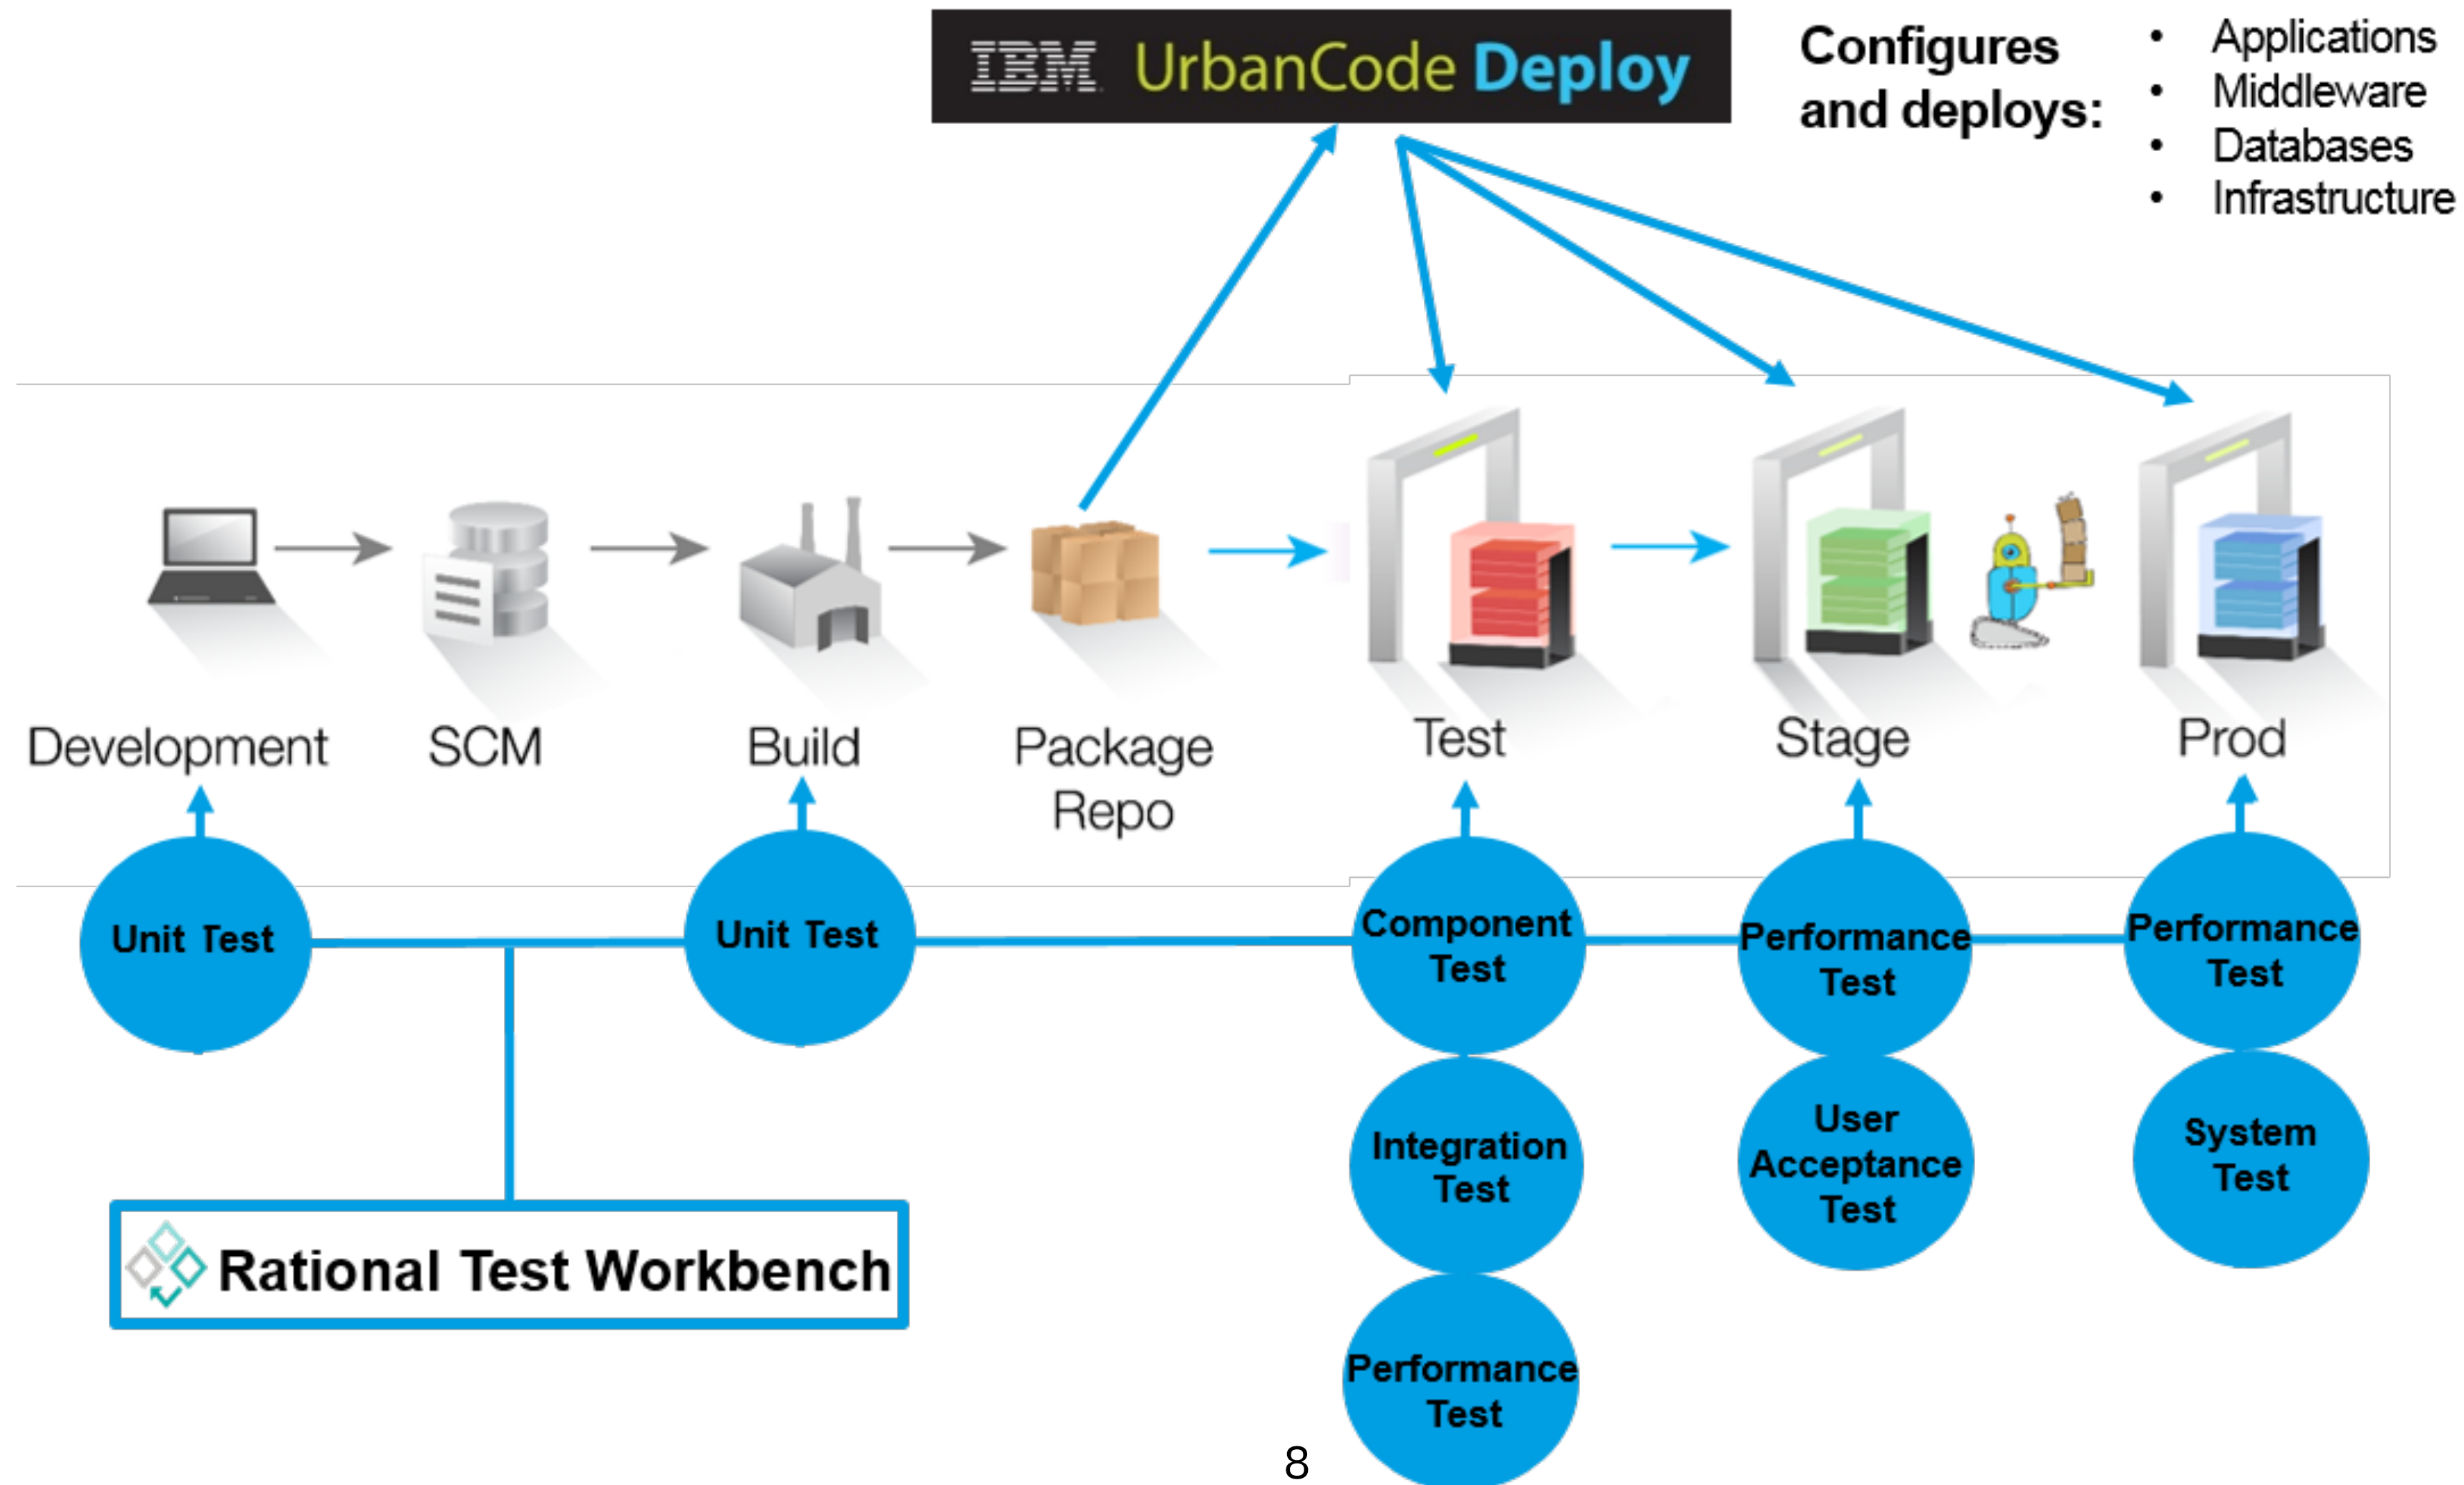 IBM UrbanCode Deploy
Configures
and deploys:
• Applications
• Middleware
• Databases
• Infrastructure
Development
SCM
Build
Package
Repo
Test
Stage
Prod
Unit Test
Unit Test
Component
Test
Performance
Test
Performance
Test
Integration
Test
User
Acceptance
Test
System
Test
Rational Test Workbench
Performance
Test
8